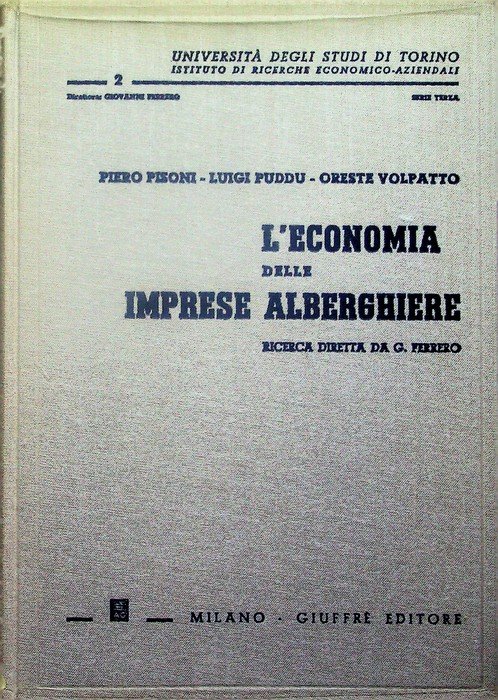 UNIVERSITÀ DEGLI STUDI DI TORINO
ISTITUTO DI RICERCHE ECONOMICO-AZIENDALI
2
Direttore: GIOVANNI FERRERO SERIE TERZA
PIERO PISONI - LUIGI PUDDU - ORESTE VOLPATTO
L'ECONOMIA
DELLE
IMPRESE ALBERGHIERE
RICERCA DIRETTA DA G. FERRERO
MILANO - GIUFFRÈ EDITORE